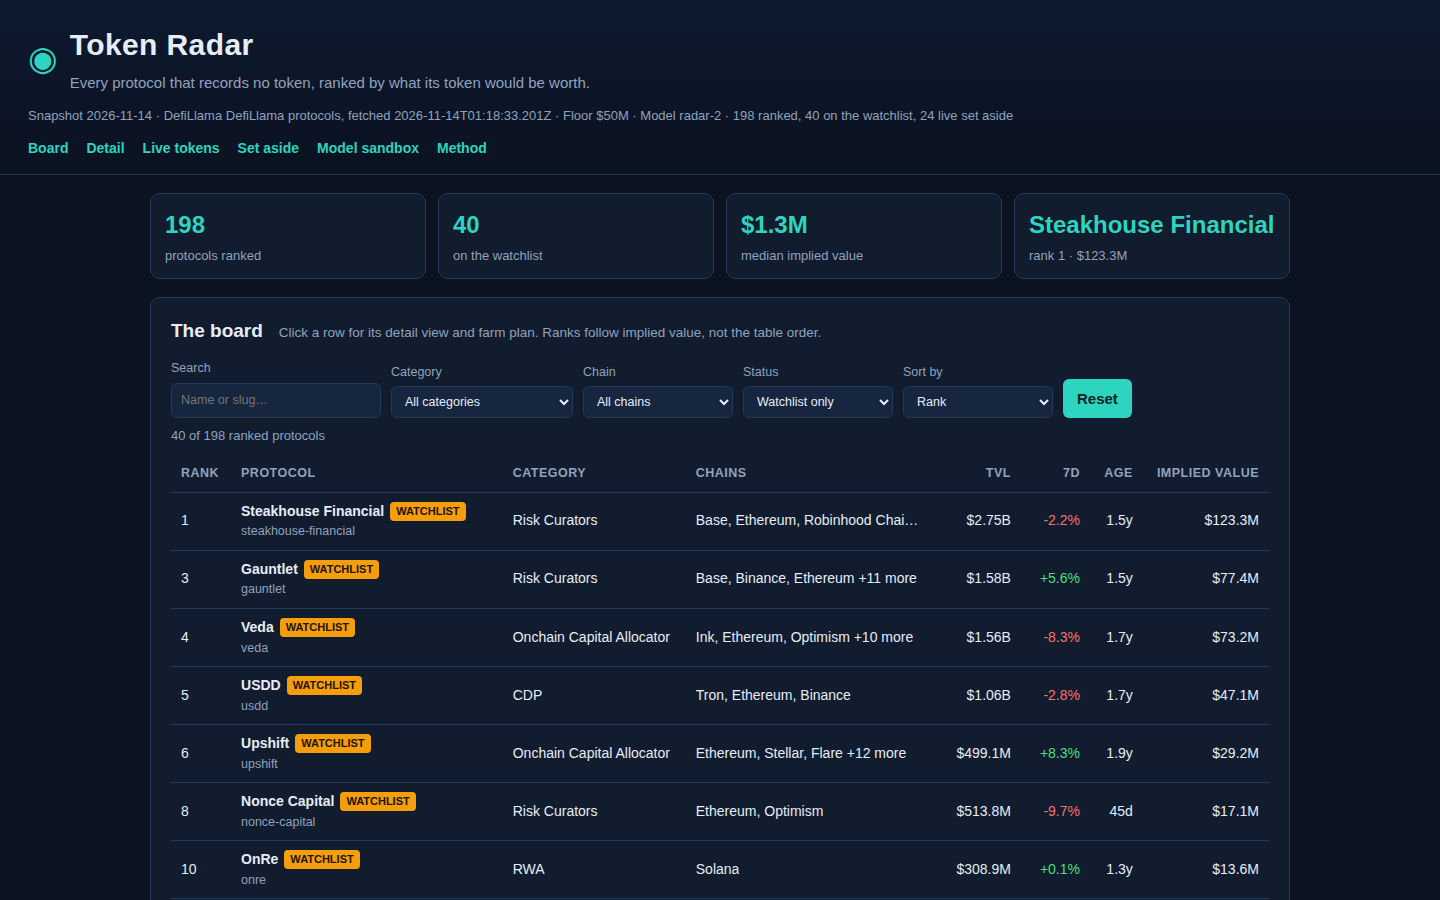 Token Radar
Every protocol that records no token, ranked by what its token would be worth.
Snapshot 2026-11-14 · DefiLlama DefiLlama protocols, fetched 2026-11-14T01:18:33.201Z · Floor $50M · Model radar-2 · 198 ranked, 40 on the watchlist, 24 live set aside
Board Detail Live tokens Set aside Model sandbox Method
198 40 $1.3M Steakhouse Financial
protocols ranked on the watchlist median implied value rank 1 · $123.3M
The board Click a row for its detail view and farm plan. Ranks follow implied value, not the table order.
Search Category Chain Status Sort by
Name or slug… All categories All chains Watchlist only Rank Reset
40 of 198 ranked protocols
RANK PROTOCOL CATEGORY CHAINS TVL 7D AGE IMPLIED VALUE
1 Steakhouse Financial WATCHLIST Risk Curators Base, Ethereum, Robinhood Chai… $2.75B -2.2% 1.5y $123.3M
steakhouse-financial
3 Gauntlet WATCHLIST Risk Curators Base, Binance, Ethereum +11 more $1.58B +5.6% 1.5y $77.4M
gauntlet
4 Veda WATCHLIST Onchain Capital Allocator Ink, Ethereum, Optimism +10 more $1.56B -8.3% 1.7y $73.2M
veda
5 USDD WATCHLIST CDP Tron, Ethereum, Binance $1.06B -2.8% 1.7y $47.1M
usdd
6 Upshift WATCHLIST Onchain Capital Allocator Ethereum, Stellar, Flare +12 more $499.1M +8.3% 1.9y $29.2M
upshift
8 Nonce Capital WATCHLIST Risk Curators Ethereum, Optimism $513.8M -9.7% 45d $17.1M
nonce-capital
10 OnRe WATCHLIST RWA Solana $308.9M +0.1% 1.3y $13.6M
onre